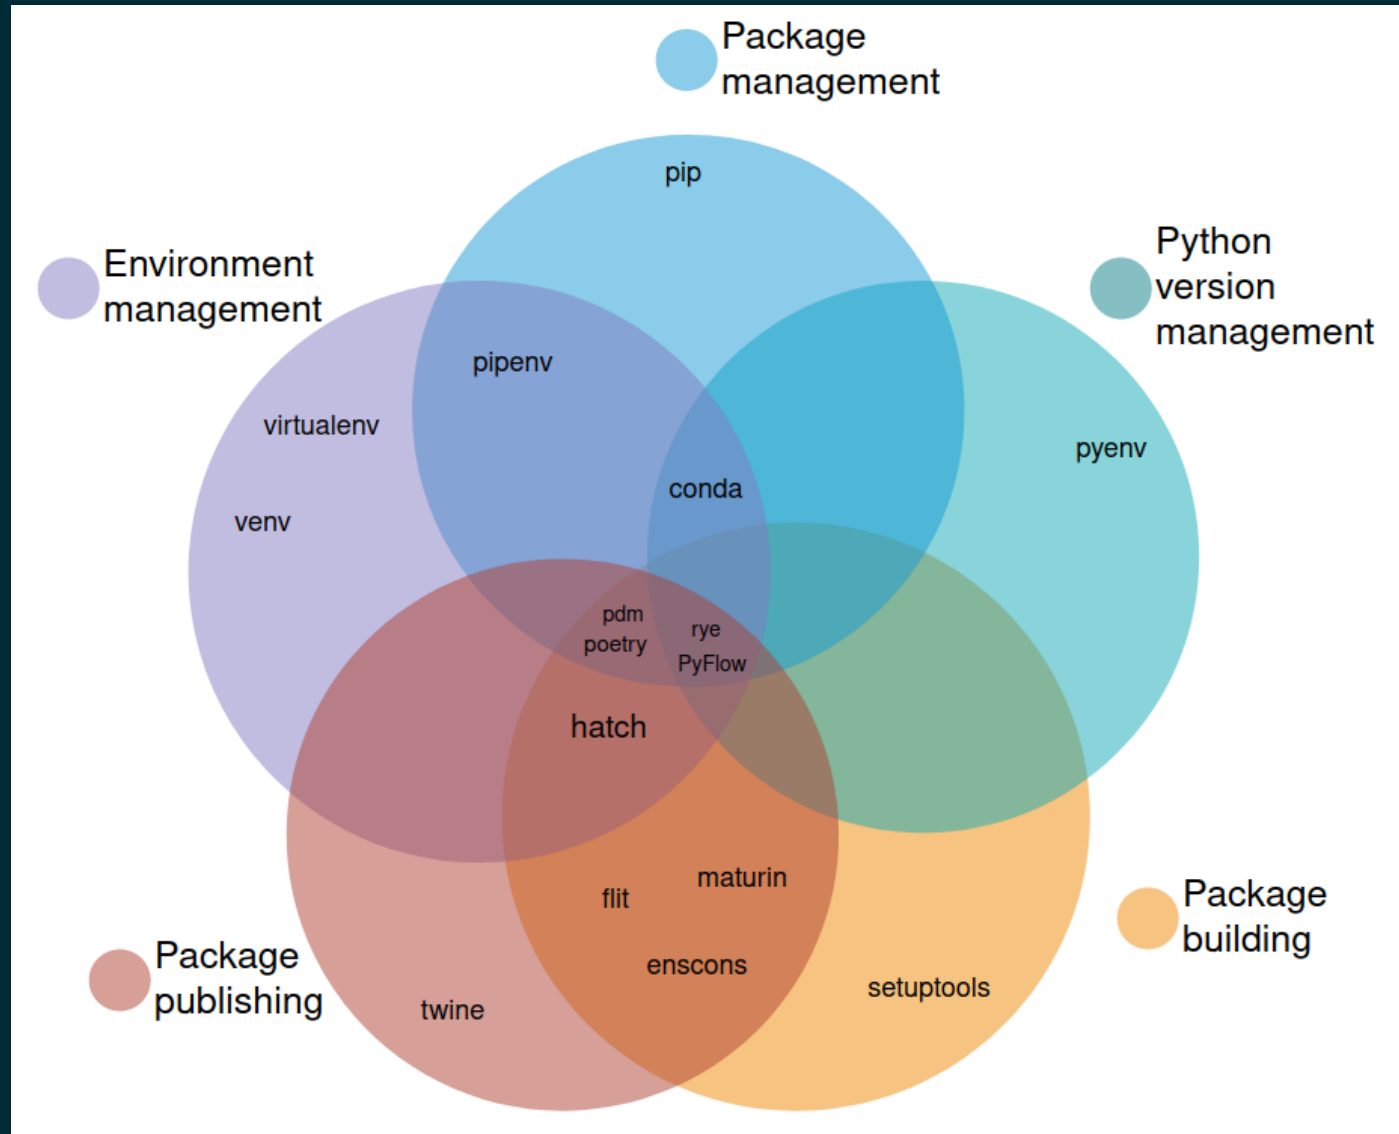 Package
management
pip
Python
version
management
Environment
management
pipenv
virtualenv
pyenv
conda
venv
pdm
rye
poetry
PyFlow
hatch
maturin
flit
Package
building
enscons
Package
publishing
setuptools
twine